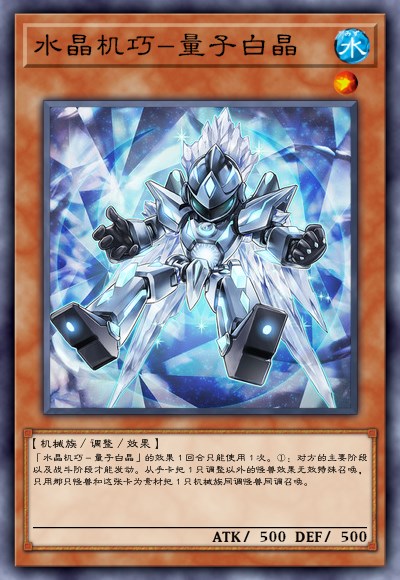 水晶机巧－量子白晶
水
【机械族／调整／效果】
「水晶机巧－量子白晶」的效果1回合只能使用1次。①：对方的主要阶段
以及战斗阶段才能发动。从手卡把1只调整以外的怪兽效果无效特殊召唤，
只用那只怪兽和这张卡为素材把1只机械族同调怪兽同调召唤。
ATK/ 500 DEF/ 500